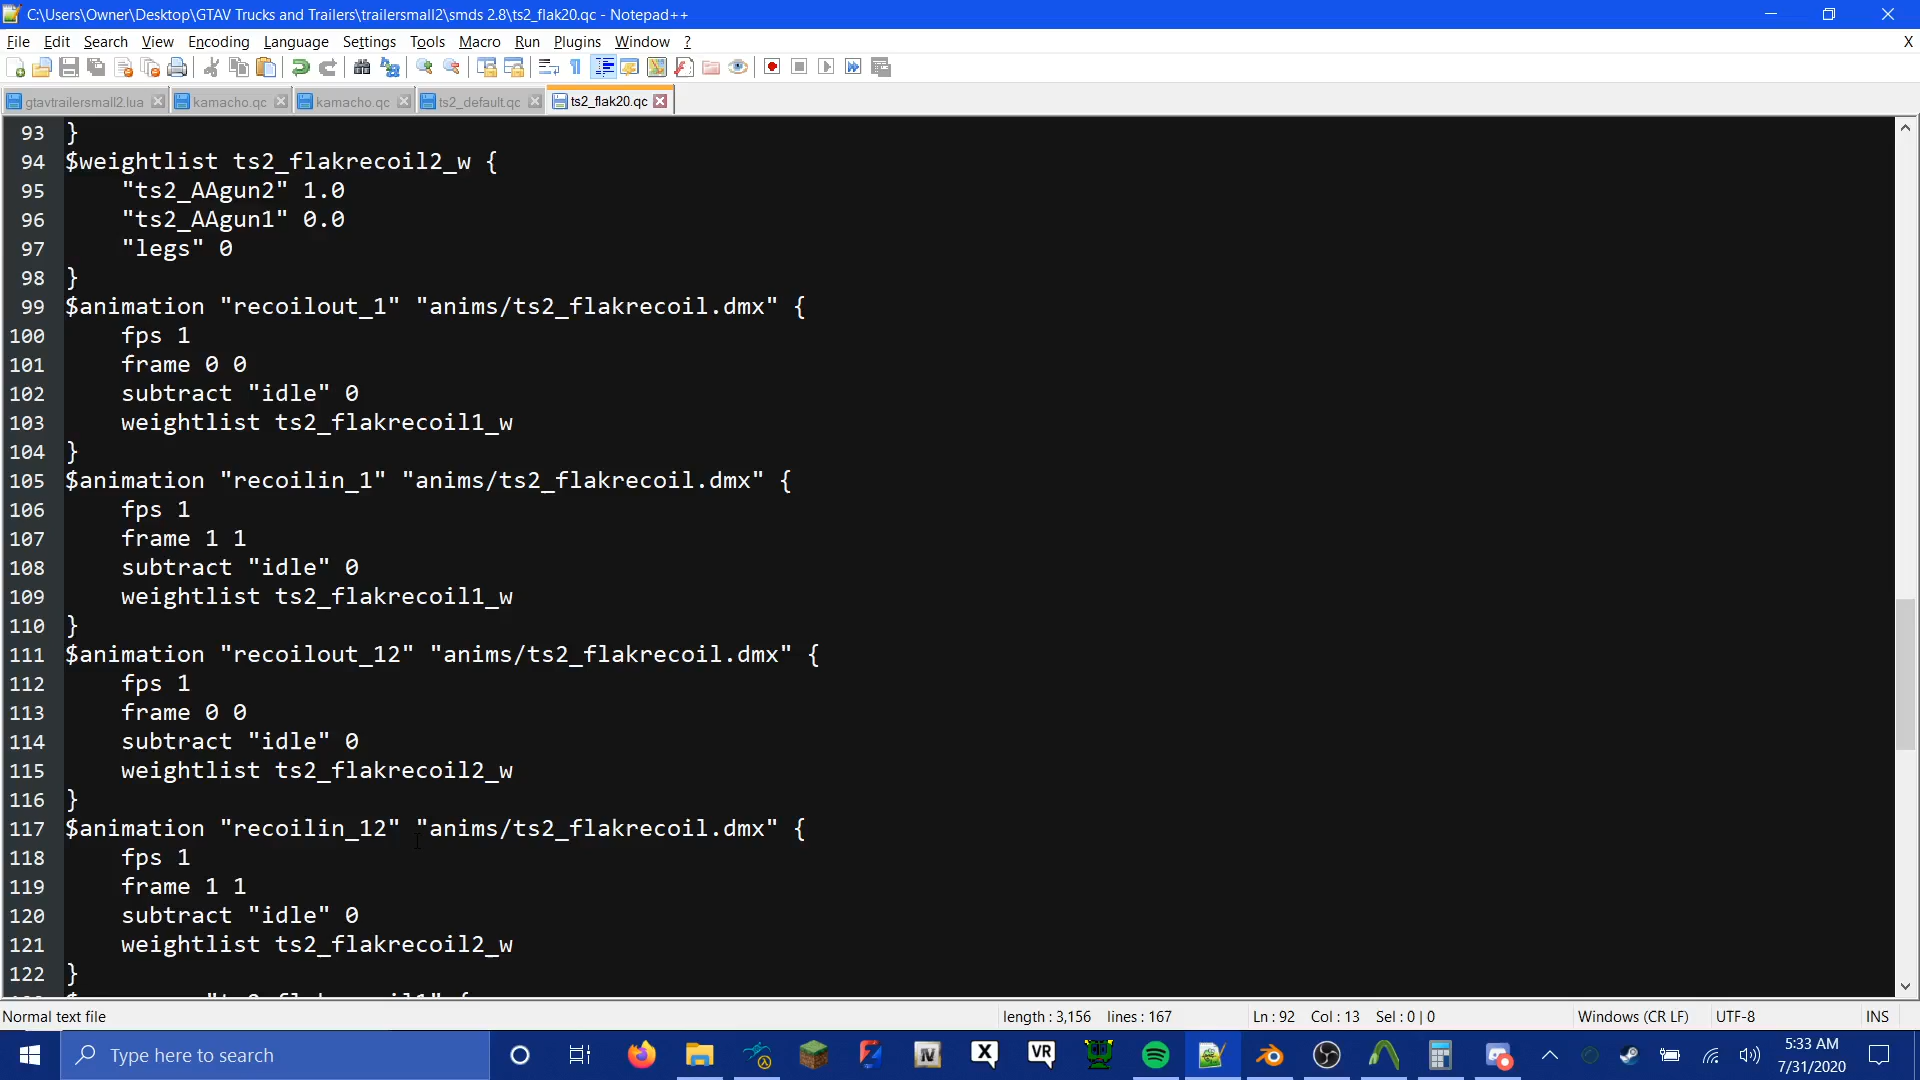 C:\Users\Owner\Desktop\GTAV Trucks and Trailers\trailersmall2\smds 2.8\ts2_flak20.qc - Notepad++
File Edit Search View Encoding Language Settings Tools Macro Run Plugins Window ? X
gtavtrailersmall2.lua kamacho.qc kamacho.qc ts2_default.qc ts2_flak20.qc
93 }
94 $weightlist ts2_flakrecoil2_w {
95 "ts2_AAgun2" 1.0
96 "ts2_AAgun1" 0.0
97 "legs" 0
98 }
99 $animation "recoilout_1" "anims/ts2_flakrecoil.dmx" {
100 fps 1
101 frame 0 0
102 subtract "idle" 0
103 weightlist ts2_flakrecoil1_w
104 }
105 $animation "recoilin_1" "anims/ts2_flakrecoil.dmx" {
106 fps 1
107 frame 1 1
108 subtract "idle" 0
109 weightlist ts2_flakrecoil1_w
110 }
111 $animation "recoilout_12" "anims/ts2_flakrecoil.dmx" {
112 fps 1
113 frame 0 0
114 subtract "idle" 0
115 weightlist ts2_flakrecoil2_w
116 }
117 $animation "recoilin_12" "anims/ts2_flakrecoil.dmx" {
118 fps 1
119 frame 1 1
120 subtract "idle" 0
121 weightlist ts2_flakrecoil2_w
122 }
Normal text file length : 3,156 lines : 167 Ln : 92 Col : 13 Sel : 0 | 0 Windows (CR LF) UTF-8 INS
Type here to search IV X VR 5:33 AM
7/31/2020